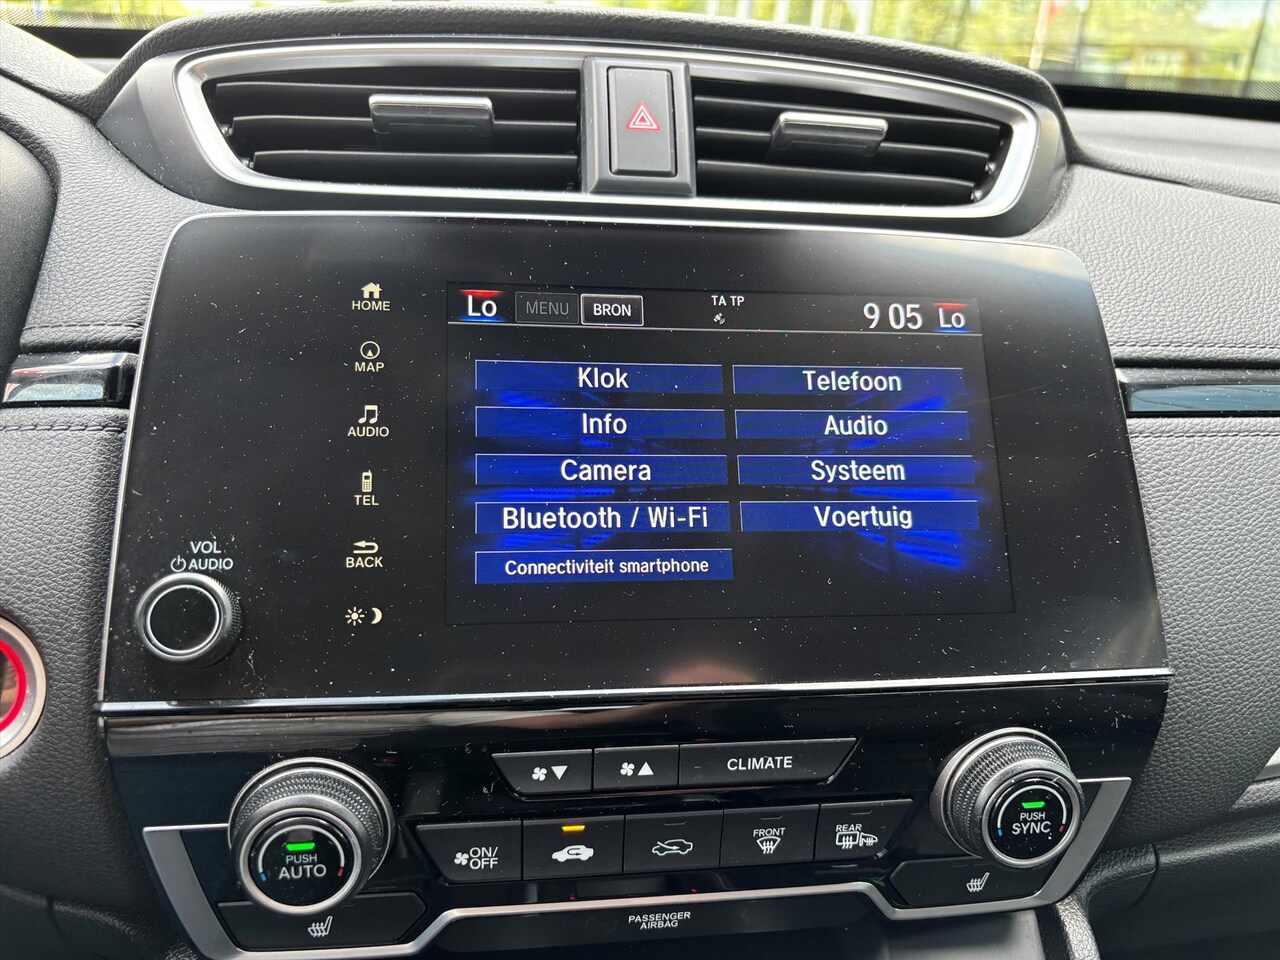 HOME
MAP
AUDIO
TEL
BACK
VOL
AUDIO
Lo MENU BRON TA TP 9 05 Lo
Klok Telefoon
Info Audio
Camera Systeem
Bluetooth / Wi-Fi Voertuig
Connectiviteit smartphone
CLIMATE
PUSH
AUTO
ON/
OFF
FRONT
REAR
PUSH
SYNC
PASSENGER
AIRBAG